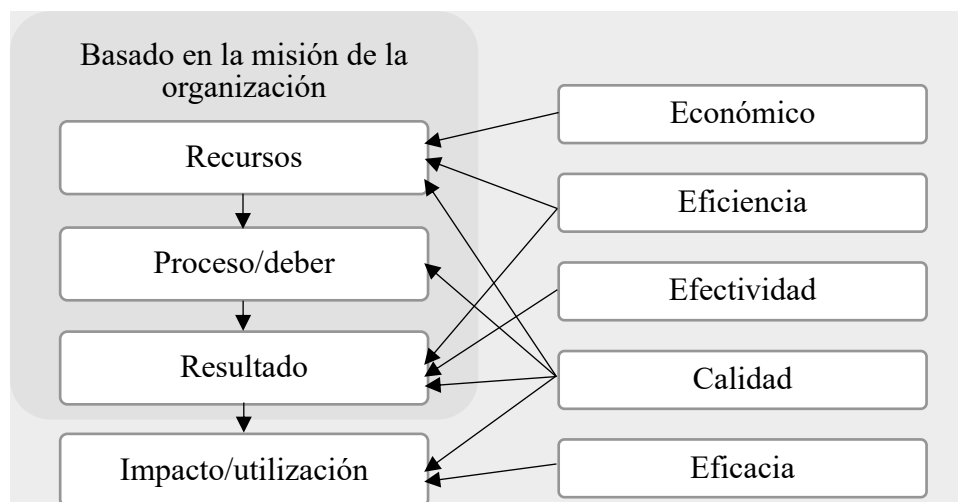 Basado en la misión de la
organización
Recursos
Proceso/deber
Resultado
Impacto/utilización
Económico
Eficiencia
Efectividad
Calidad
Eficacia